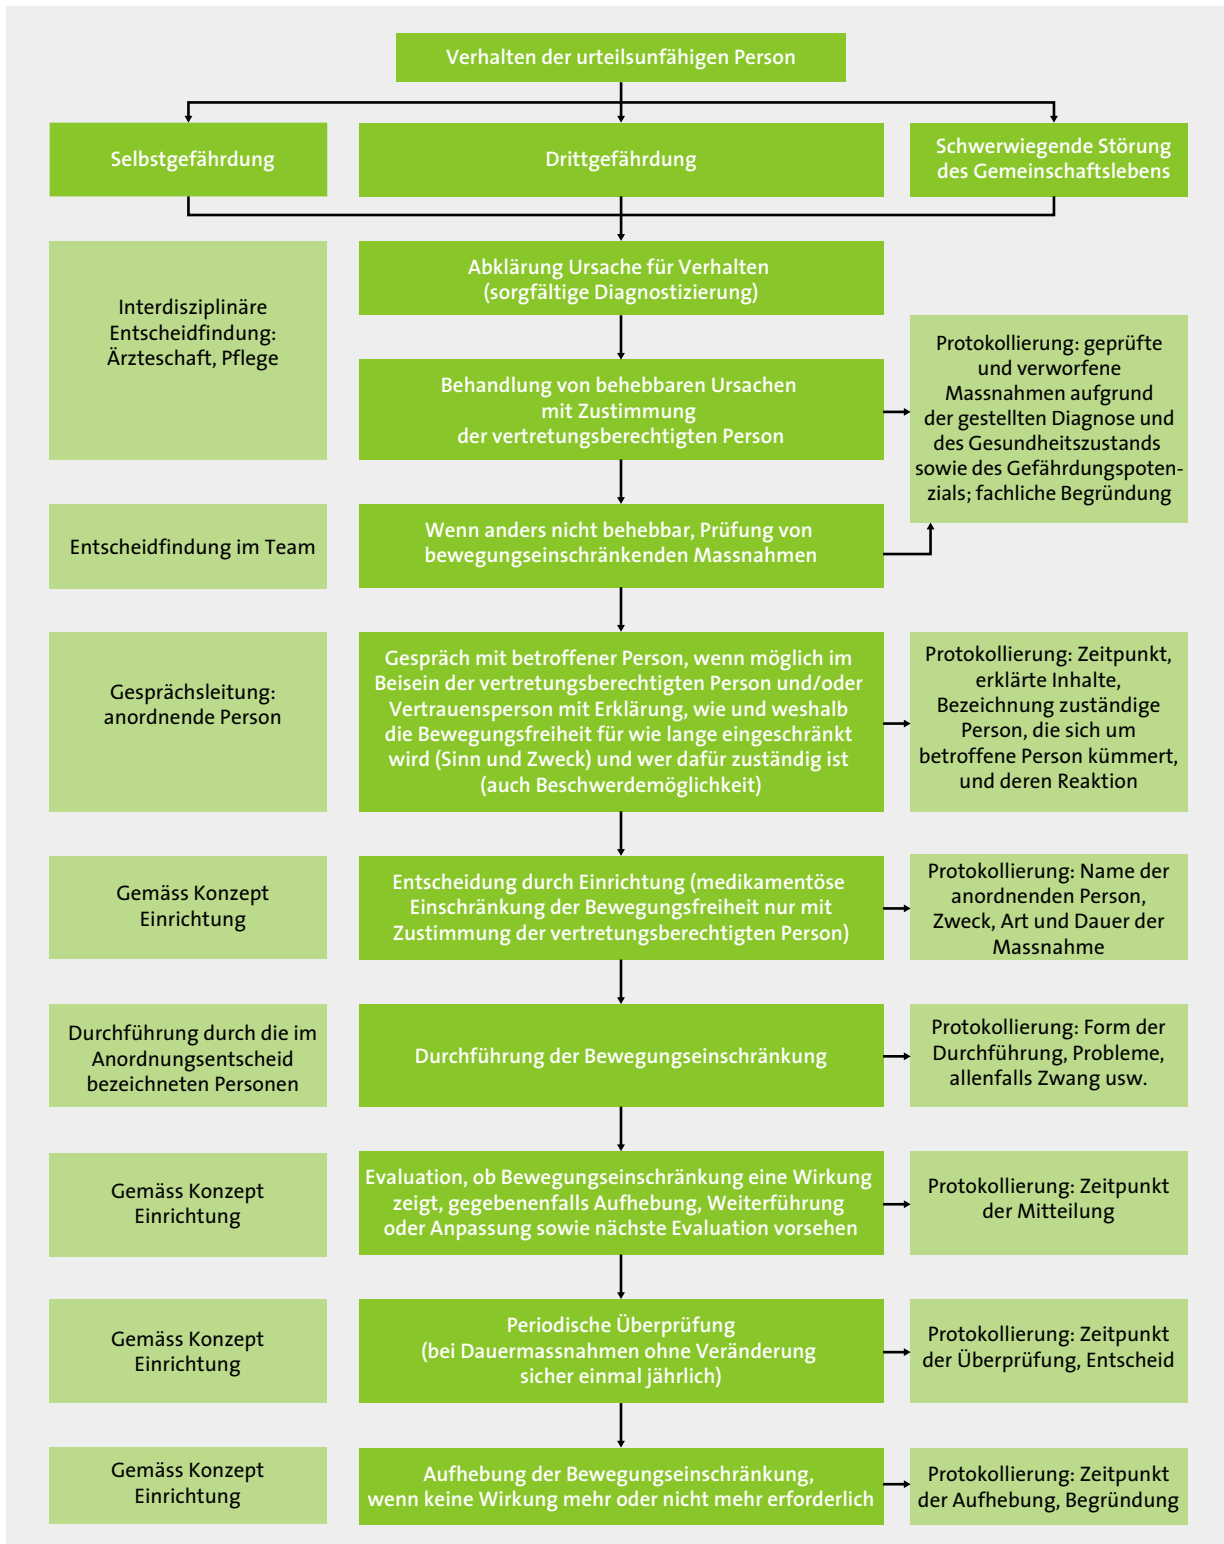 Verhalten der urteilsunfähigen Person
Selbstgefährdung
Drittgefährdung
Schwerwiegende Störung
des Gemeinschaftslebens
Interdisziplinäre
Entscheidfindung:
Ärzteschaft, Pflege
Abklärung Ursache für Verhalten
(sorgfältige Diagnostizierung)
Behandlung von behebbaren Ursachen
mit Zustimmung
der vertretungsberechtigten Person
Protokollierung: geprüfte
und verworfene
Massnahmen aufgrund
der gestellten Diagnose und
des Gesundheitszustands
sowie des Gefährdungspoten-
zials; fachliche Begründung
Entscheidfindung im Team
Wenn anders nicht behebbar, Prüfung von
bewegungseinschränkenden Massnahmen
Gesprächsleitung:
anordnende Person
Gespräch mit betroffener Person, wenn möglich im
Beisein der vertretungsberechtigten Person und/oder
Vertrauensperson mit Erklärung, wie und weshalb
die Bewegungsfreiheit für wie lange eingeschränkt
wird (Sinn und Zweck) und wer dafür zuständig ist
(auch Beschwerdemöglichkeit)
Protokollierung: Zeitpunkt,
erklärte Inhalte,
Bezeichnung zuständige
Person, die sich um
betroffene Person kümmert,
und deren Reaktion
Gemäss Konzept
Einrichtung
Entscheidung durch Einrichtung (medikamentöse
Einschränkung der Bewegungsfreiheit nur mit
Zustimmung der vertretungsberechtigten Person)
Protokollierung: Name der
anordnenden Person,
Zweck, Art und Dauer der
Massnahme
Durchführung durch die im
Anordnungsentscheid
bezeichneten Personen
Durchführung der Bewegungseinschränkung
Protokollierung: Form der
Durchführung, Probleme,
allenfalls Zwang usw.
Gemäss Konzept
Einrichtung
Evaluation, ob Bewegungseinschränkung eine Wirkung
zeigt, gegebenenfalls Aufhebung, Weiterführung
oder Anpassung sowie nächste Evaluation vorsehen
Protokollierung: Zeitpunkt
der Mitteilung
Gemäss Konzept
Einrichtung
Periodische Überprüfung
(bei Dauermassnahmen ohne Veränderung
sicher einmal jährlich)
Protokollierung: Zeitpunkt
der Überprüfung, Entscheid
Gemäss Konzept
Einrichtung
Aufhebung der Bewegungseinschränkung,
wenn keine Wirkung mehr oder nicht mehr erforderlich
Protokollierung: Zeitpunkt
der Aufhebung, Begründung